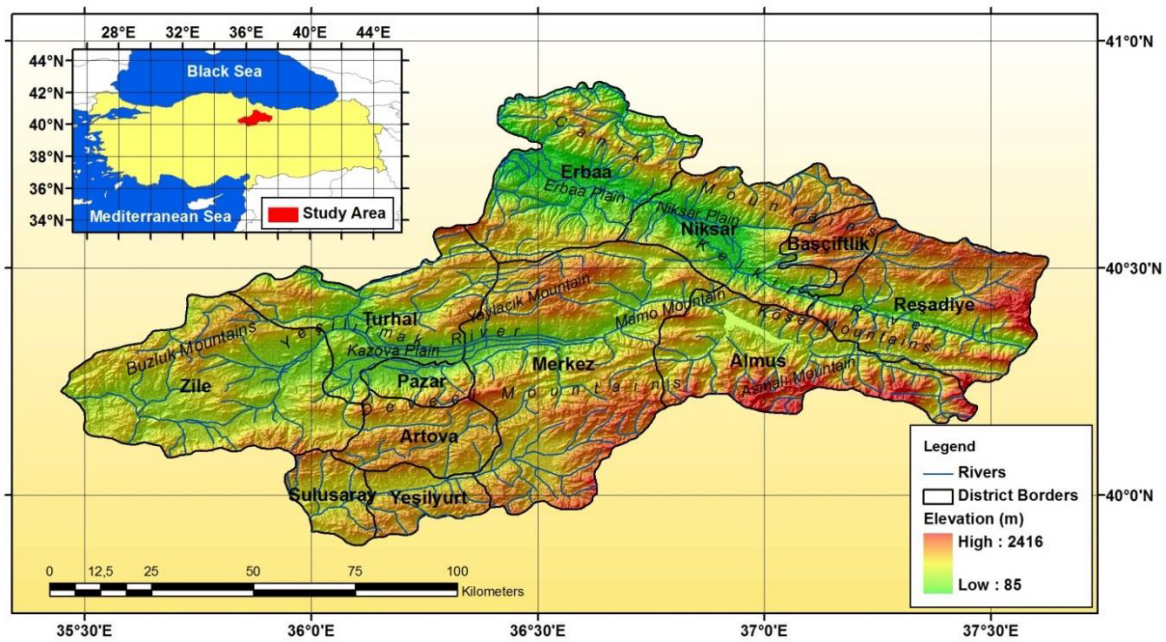 28°E 32°E 36°E 40°E 44°E
44°N
42°N
40°N
38°N
36°N
34°N
Black Sea
Mediterranean Sea
Study Area
41°0'N
40°30'N
40°0'N
Canik Mountains
Erbaa
Erbaa Plain
Niksar Plain
Niksar
Başçiftlik
Kelkit River
Reşadiye
Yaylacik Mountain
Mamo Mountain
Köse Mountains
Turhal
Yeşilırmak River
Kazova Plain
Buzluk Mountains
Zile
Pazar
Merkez
Almus
Asmalı Mountain
Deveci Mountains
Artova
Sulusaray
Yeşilyurt
Legend
Rivers
District Borders
Elevation (m)
High : 2416
Low : 85
0 12,5 25 50 75 100
Kilometers
35°30'E 36°0'E 36°30'E 37°0'E 37°30'E